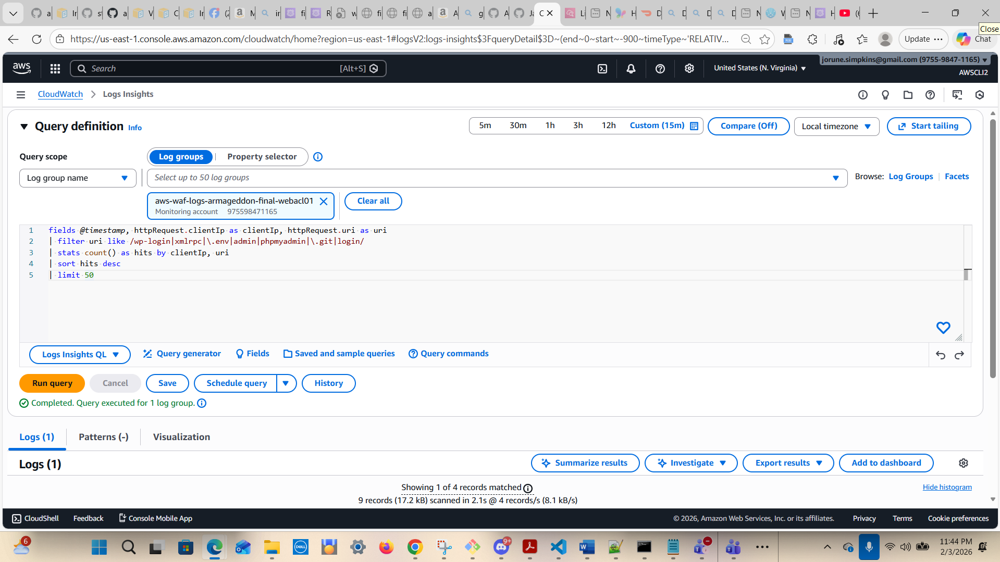 Close
https://us-east-1.console.aws.amazon.com/cloudwatch/home?region=us-east-1#logsV2:logs-insights$3FqueryDetail$3D~(end~0~start~-900~timeType~'RELATIV...
Update
Chat
aws
Search
[Alt+S]
United States (N. Virginia)
jorune.simpkins@gmail.com (9755-9847-1165)
AWSCLI2
CloudWatch
Logs Insights
Query definition
Info
5m
30m
1h
3h
12h
Custom (15m)
Compare (Off)
Local timezone
Start tailing
Query scope
Log groups
Property selector
Log group name
Select up to 50 log groups
Browse:
Log Groups
Facets
aws-waf-logs-armageddon-final-webacl01
Monitoring account 975598471165
Clear all
1 fields @timestamp, httpRequest.clientIp as clientIp, httpRequest.uri as uri
2 | filter uri like /wp-login|xmlrpc|\.env|admin|phpmyadmin|\.git|login/
3 | stats count() as hits by clientIp, uri
4 | sort hits desc
5 | limit 50
Logs Insights QL
Query generator
Fields
Saved and sample queries
Query commands
Run query
Cancel
Save
Schedule query
History
Completed. Query executed for 1 log group.
Logs (1)
Patterns (-)
Visualization
Logs (1)
Summarize results
Investigate
Export results
Add to dashboard
Showing 1 of 4 records matched
Hide histogram
9 records (17.2 kB) scanned in 2.1s @ 4 records/s (8.1 kB/s)
CloudShell
Feedback
Console Mobile App
© 2026, Amazon Web Services, Inc. or its affiliates.
Privacy
Terms
Cookie preferences
6
DELL
9+
11:44 PM
2/3/2026